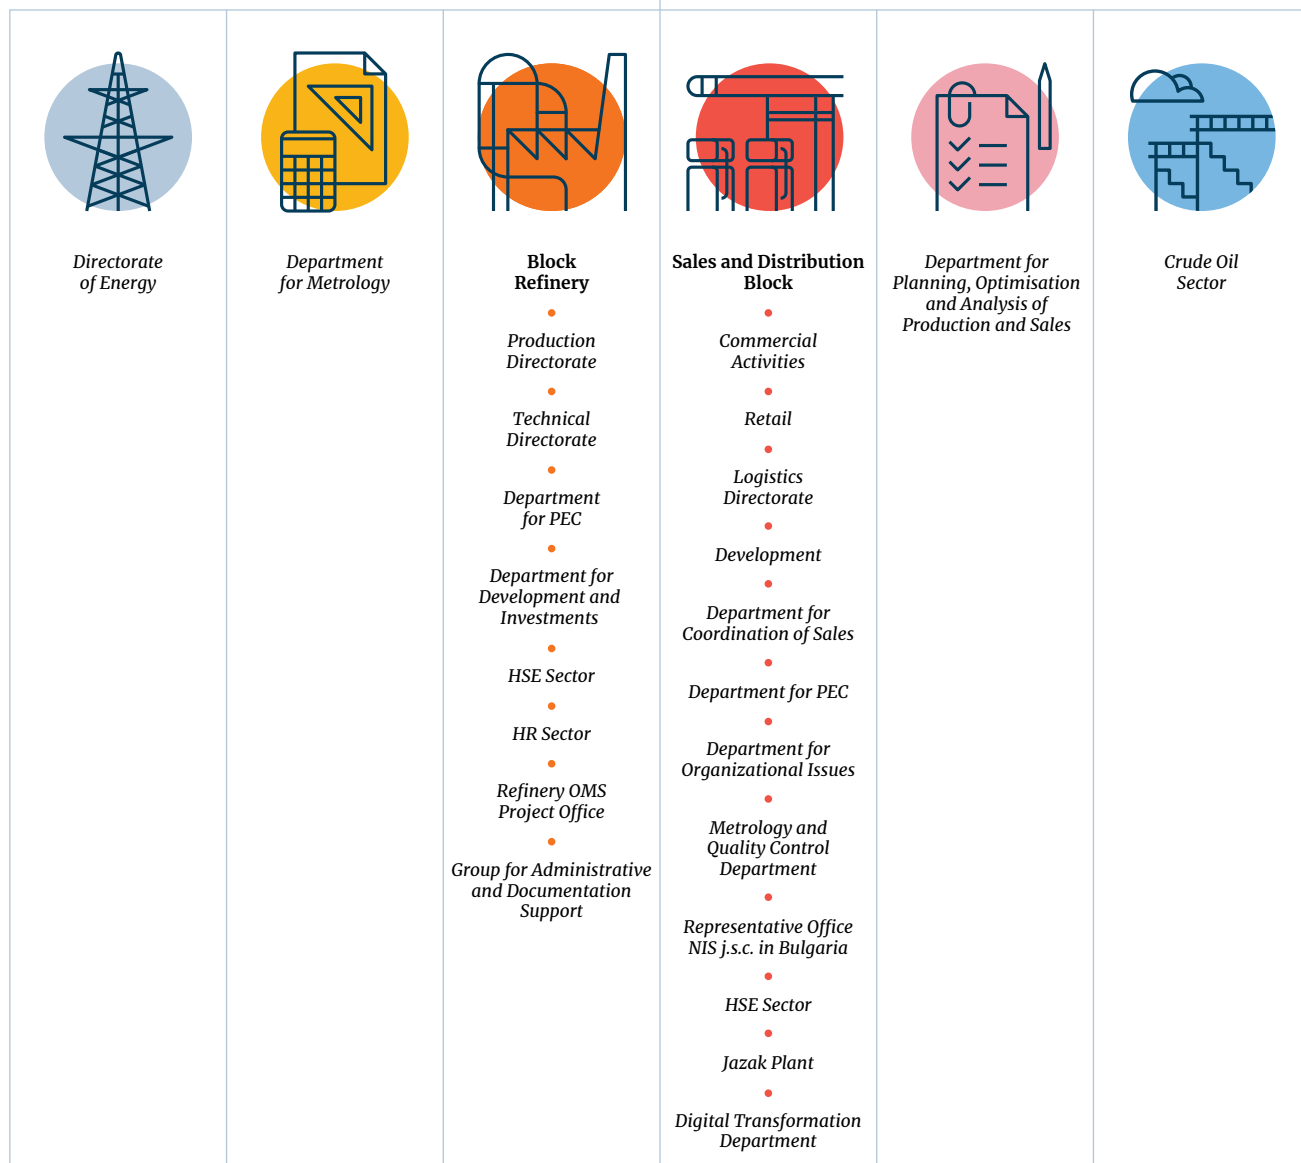 Directorate
of Energy
Department
for Metrology
Block
Refinery
Production
Directorate
Technical
Directorate
Department
for PEC
Department for
Development and
Investments
HSE Sector
HR Sector
Refinery OMS
Project Office
Group for Administrative
and Documentation
Support
Sales and Distribution
Block
Commercial
Activities
Retail
Logistics
Directorate
Development
Department for
Coordination of Sales
Department for PEC
Department for
Organizational Issues
Metrology and
Quality Control
Department
Representative Office
NIS j.s.c. in Bulgaria
HSE Sector
Jazak Plant
Digital Transformation
Department
Department for
Planning, Optimisation
and Analysis of
Production and Sales
Crude Oil
Sector